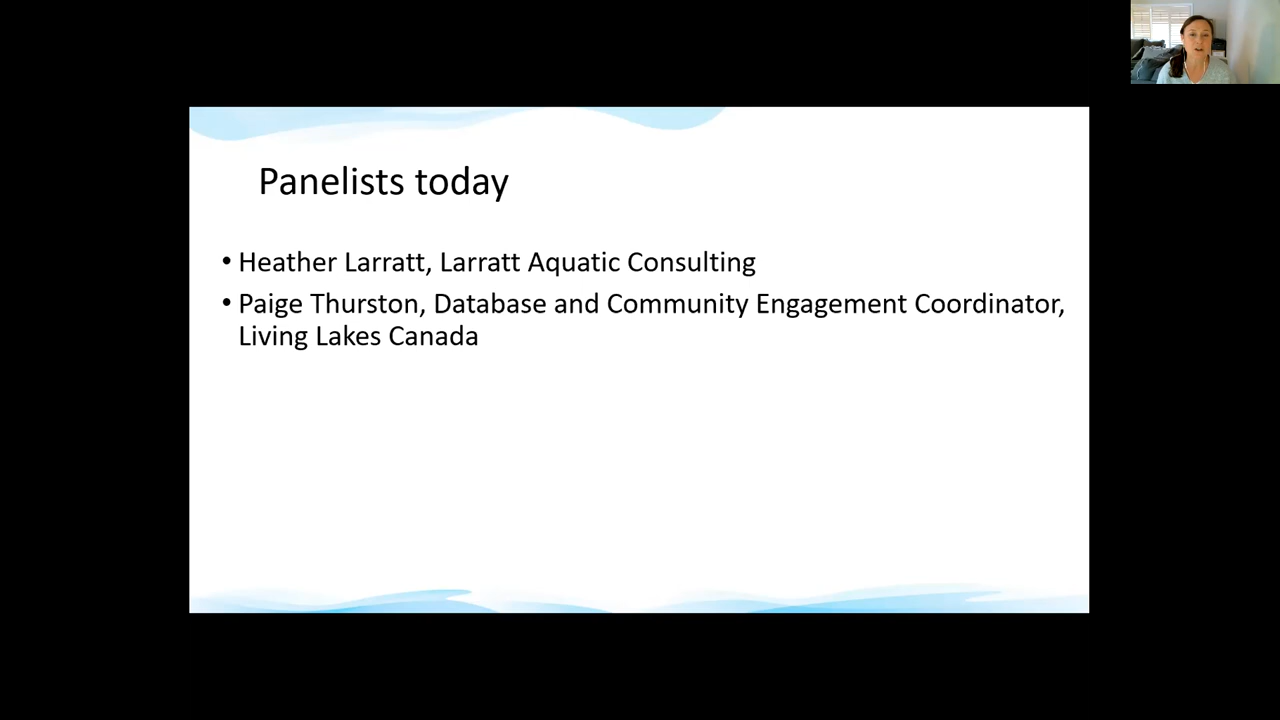 Panelists today
• Heather Larratt, Larratt Aquatic Consulting
• Paige Thurston, Database and Community Engagement Coordinator,
Living Lakes Canada